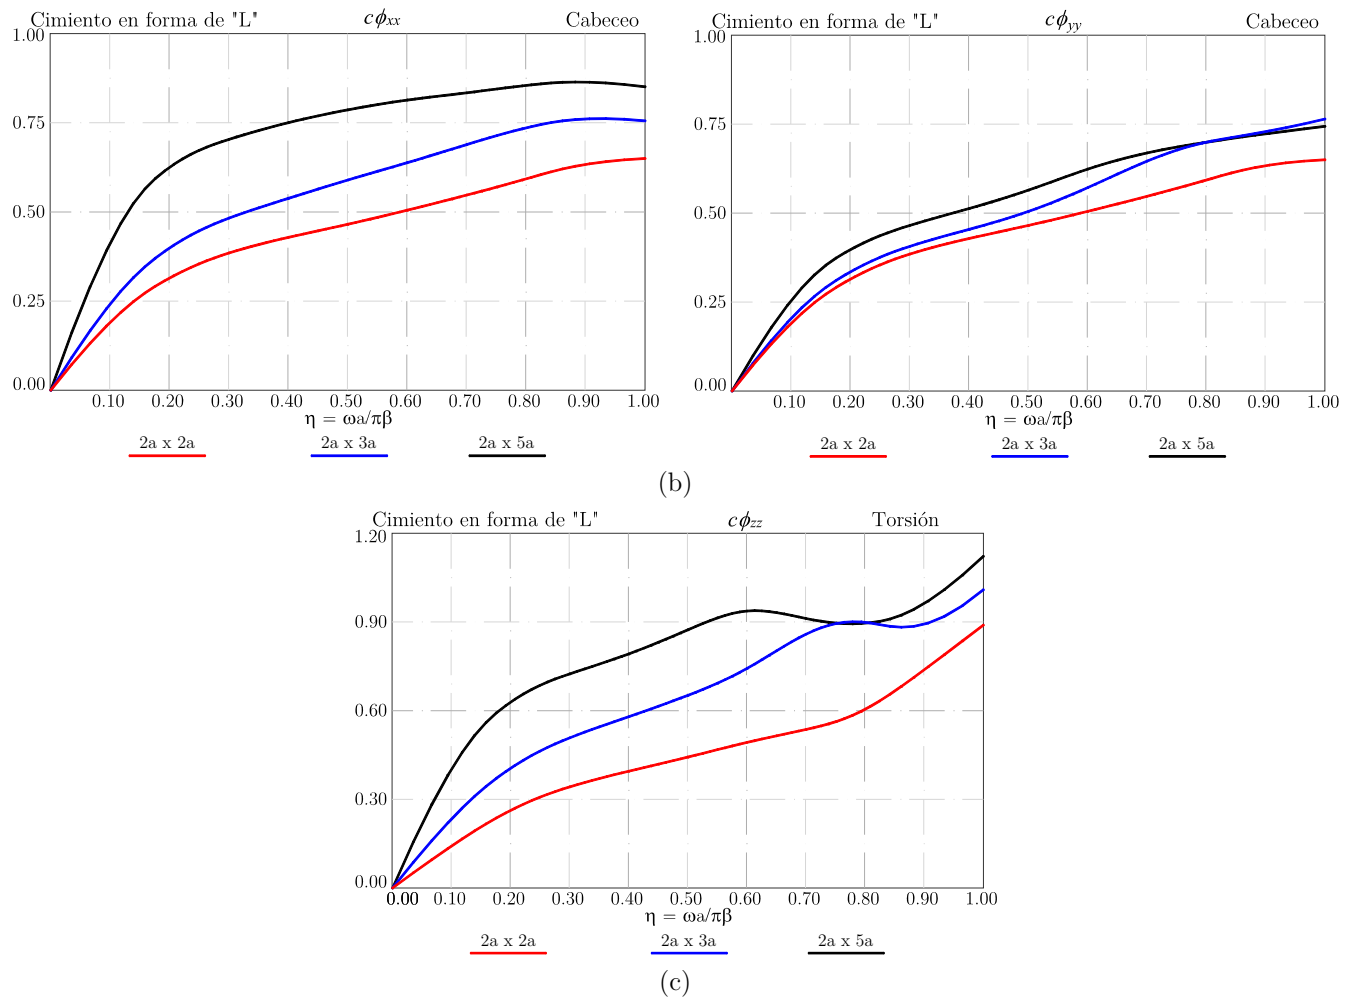 Cimiento en forma de "L" cϕxx Cabeceo
1.00
0.75
0.50
0.25
0.00
0.10 0.20 0.30 0.40 0.50 0.60 0.70 0.80 0.90 1.00
η = ωa/πβ
2a x 2a 2a x 3a 2a x 5a
Cimiento en forma de "L" cϕyy Cabeceo
1.00
0.75
0.50
0.25
0.00
0.10 0.20 0.30 0.40 0.50 0.60 0.70 0.80 0.90 1.00
η = ωa/πβ
2a x 2a 2a x 3a 2a x 5a
(b)
Cimiento en forma de "L" cϕzz Torsión
1.20
0.90
0.60
0.30
0.00
0.00 0.10 0.20 0.30 0.40 0.50 0.60 0.70 0.80 0.90 1.00
η = ωa/πβ
2a x 2a 2a x 3a 2a x 5a
(c)